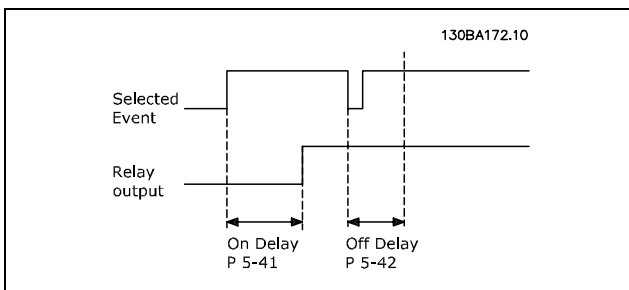 130BA172.10
Selected
Event
Relay
output
On Delay
P 5-41
Off Delay
P 5-42